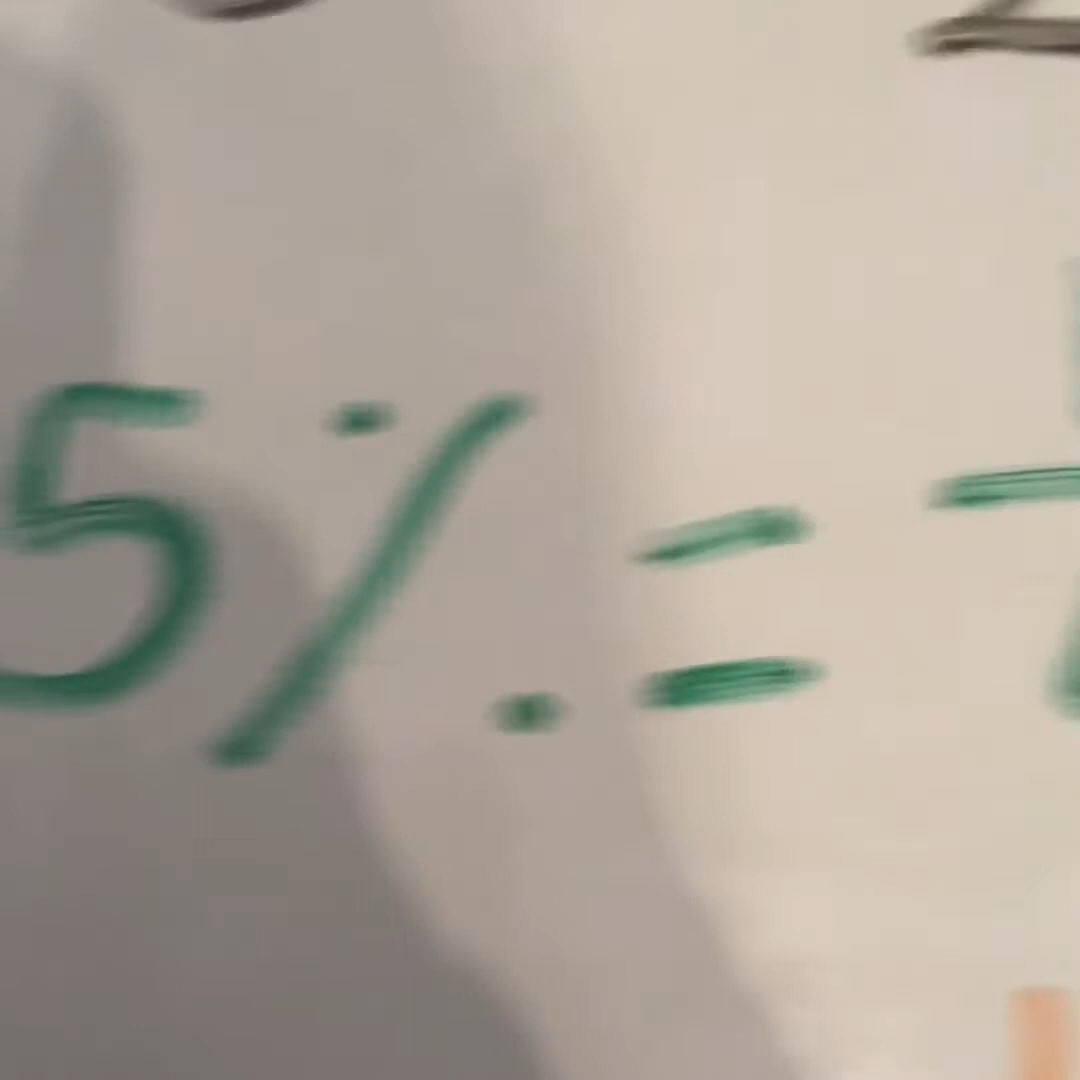 5% =